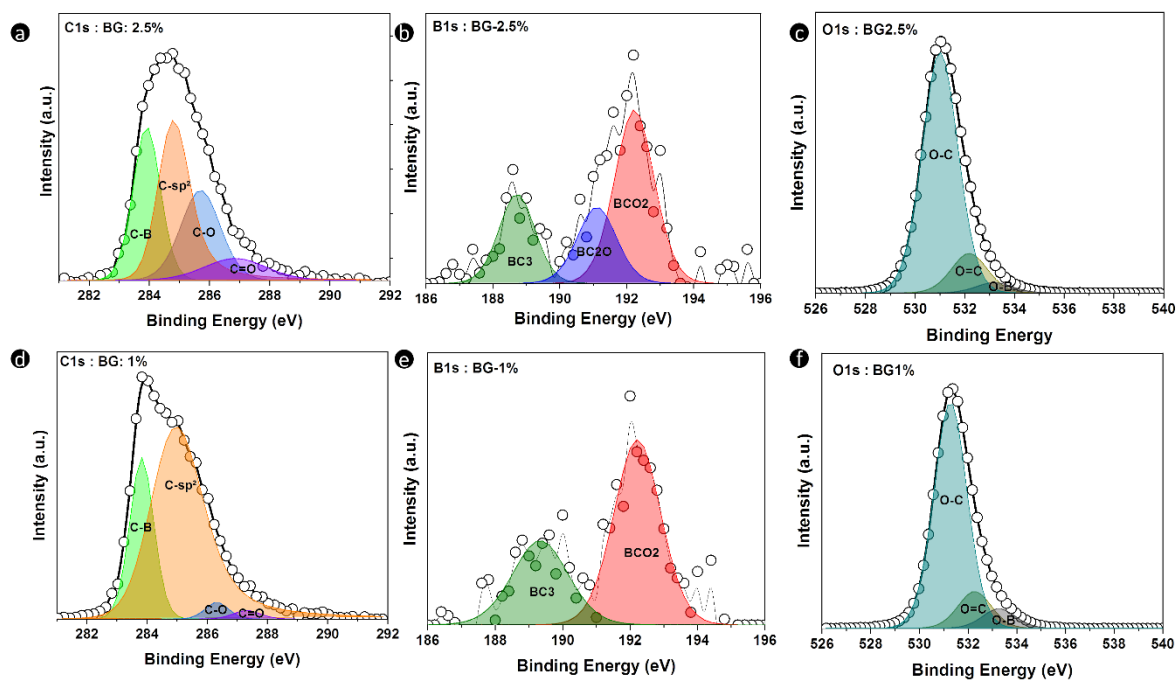 a
C1s : BG: 2.5%
Intensity (a.u.)
C-B
C-sp²
C-O
C=O
282 284 286 288 290 292
Binding Energy (eV)
b
B1s : BG-2.5%
Intensity (a.u.)
BC3
BC2O
BCO2
186 188 190 192 194 196
Binding Energy (eV)
c
O1s : BG2.5%
Intensity (a.u.)
O-C
O=C
O-B
526 528 530 532 534 536 538 540
Binding Energy
d
C1s : BG: 1%
Intensity (a.u.)
C-B
C-sp²
C-O
C=O
282 284 286 288 290 292
Binding Energy (eV)
e
B1s : BG-1%
Intensity (a.u.)
BC3
BCO2
186 188 190 192 194 196
Binding Energy (eV)
f
O1s : BG1%
Intensity (a.u.)
O-C
O=C
O-B
526 528 530 532 534 536 538 540
Binding Energy (eV)